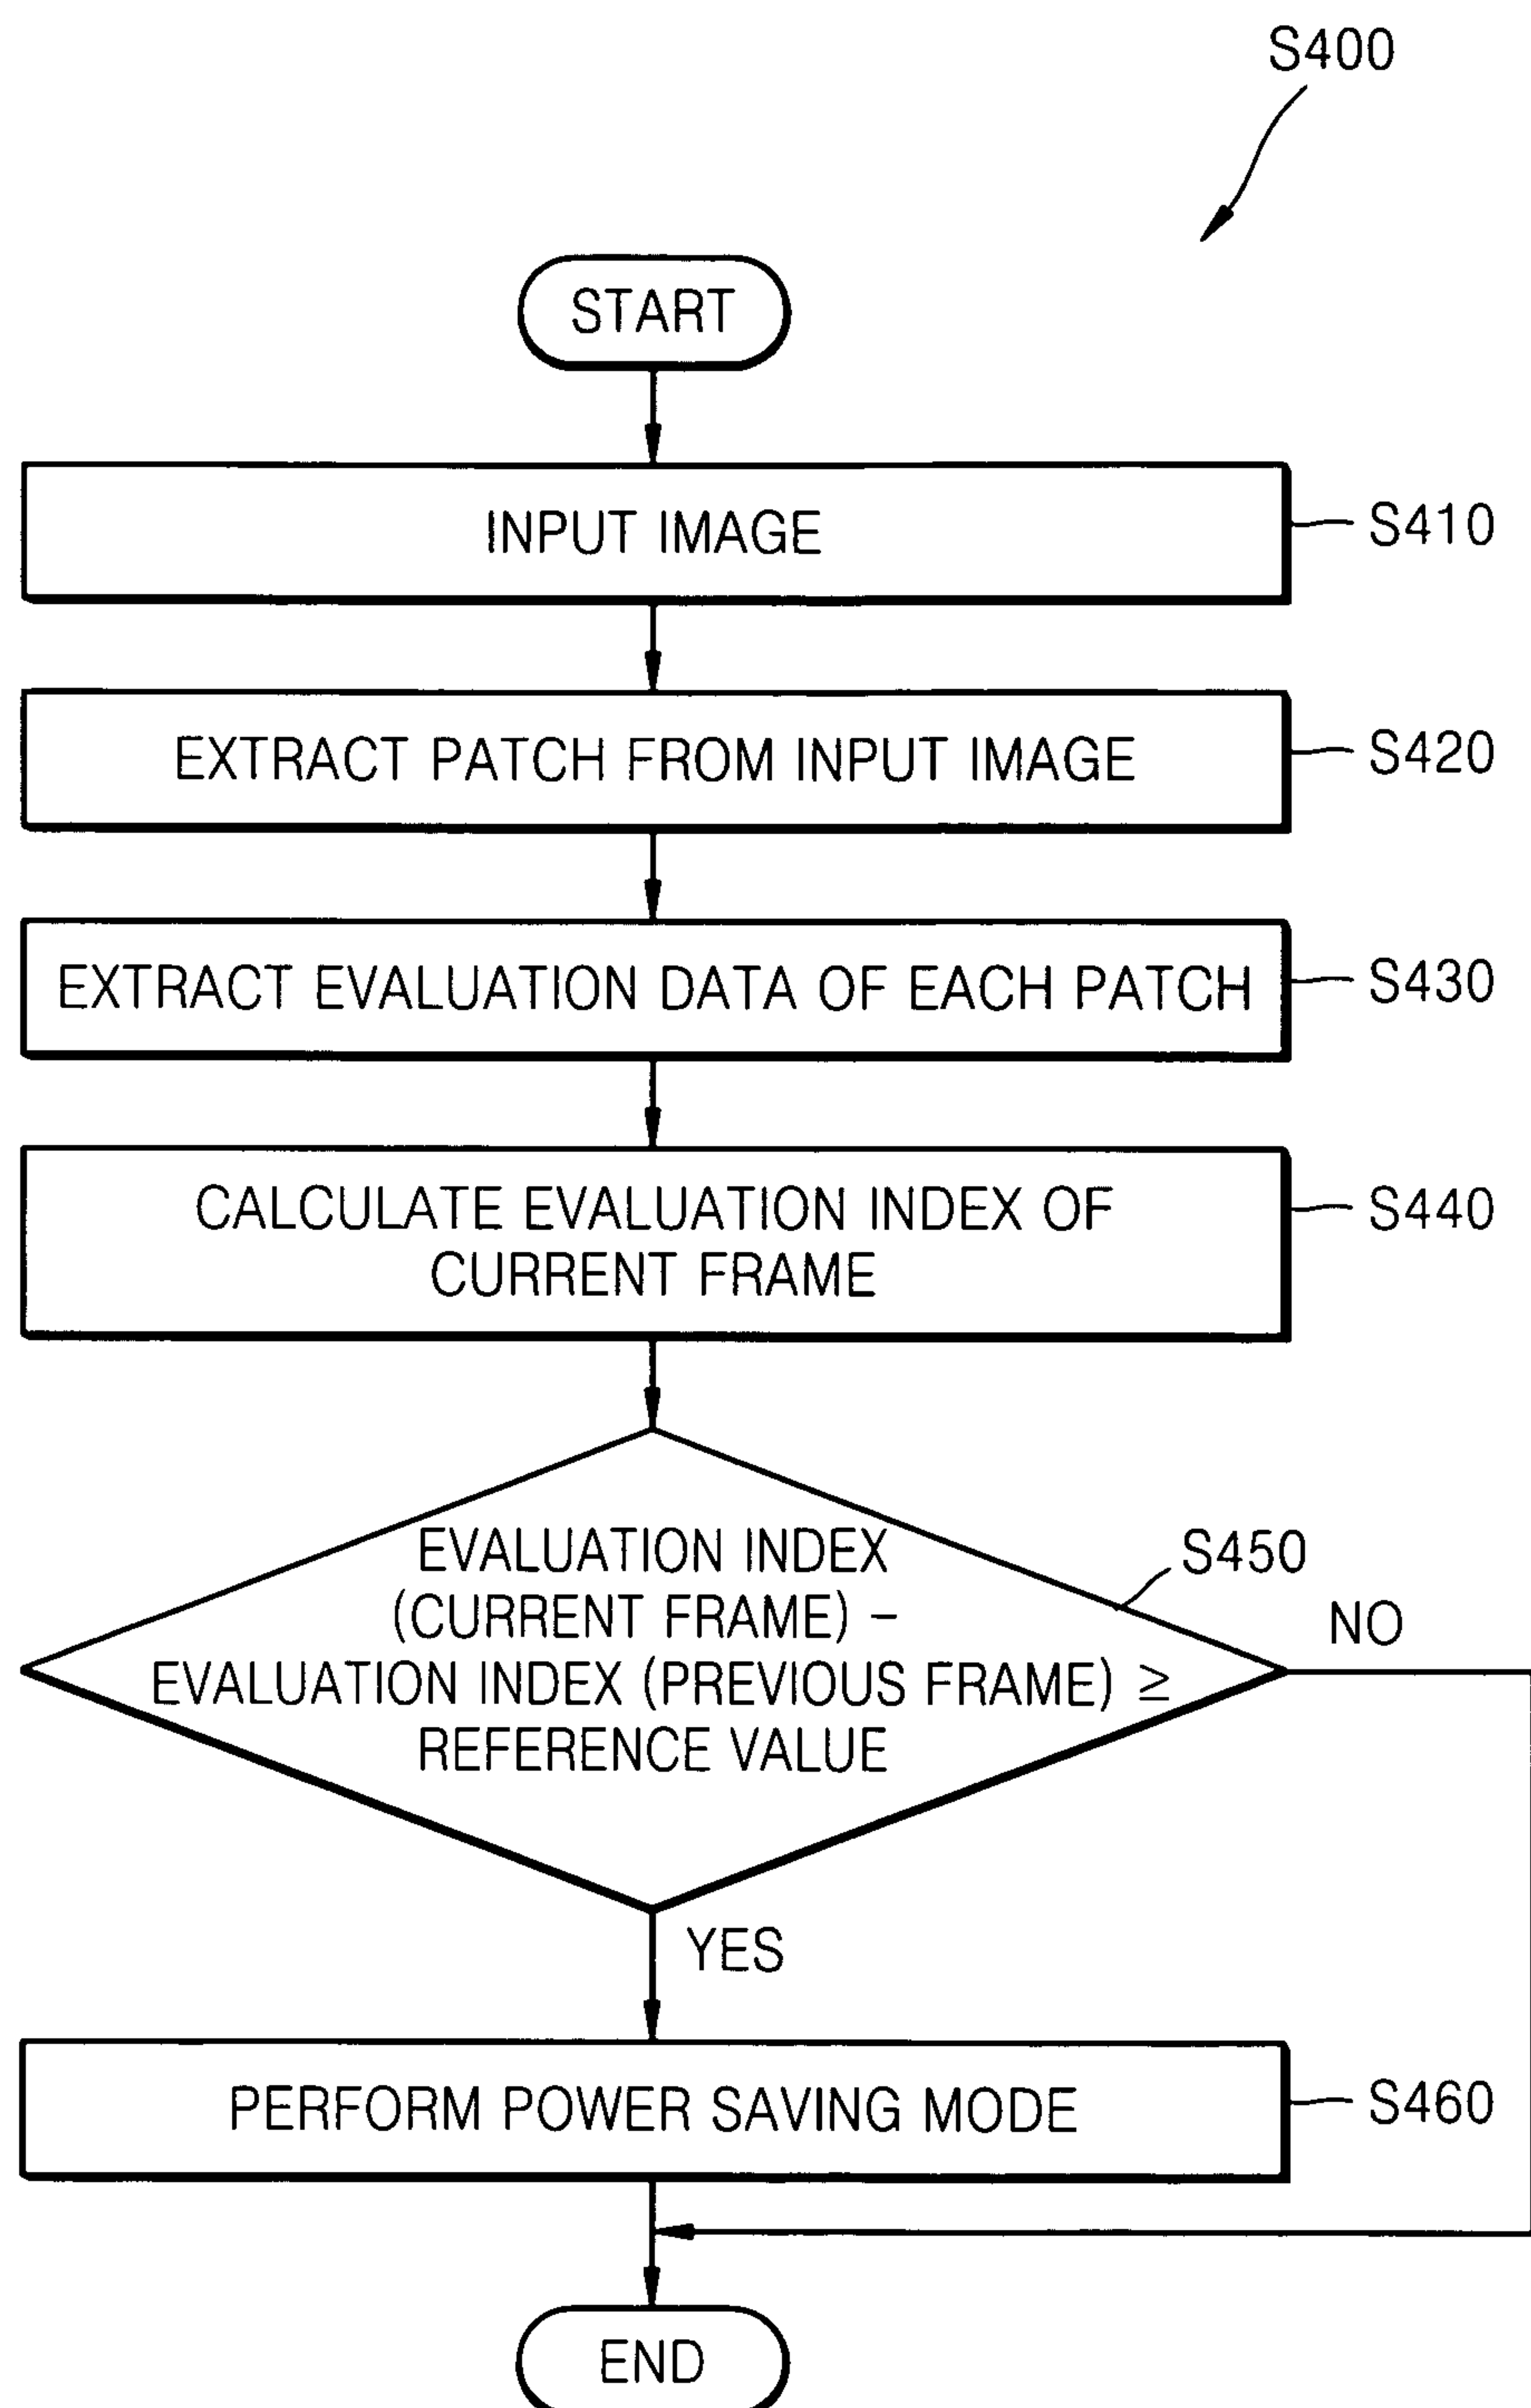 S400
START
INPUT IMAGE
S410
EXTRACT PATCH FROM INPUT IMAGE
S420
EXTRACT EVALUATION DATA OF EACH PATCH
S430
CALCULATE EVALUATION INDEX OF
CURRENT FRAME
S440
EVALUATION INDEX
(CURRENT FRAME) –
EVALUATION INDEX (PREVIOUS FRAME) ≥
REFERENCE VALUE
S450
NO
YES
PERFORM POWER SAVING MODE
S460
END